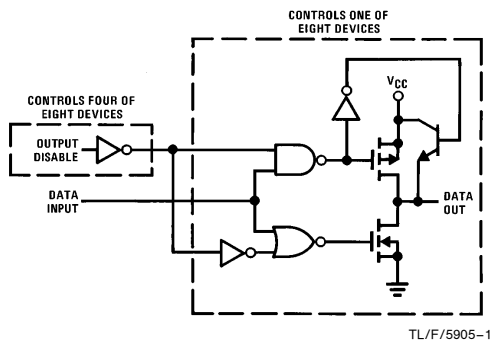 CONTROLS ONE OF
EIGHT DEVICES
VCC
CONTROLS FOUR OF
EIGHT DEVICES
OUTPUT
DISABLE
DATA
INPUT
DATA
OUT
TL/F/5905–1